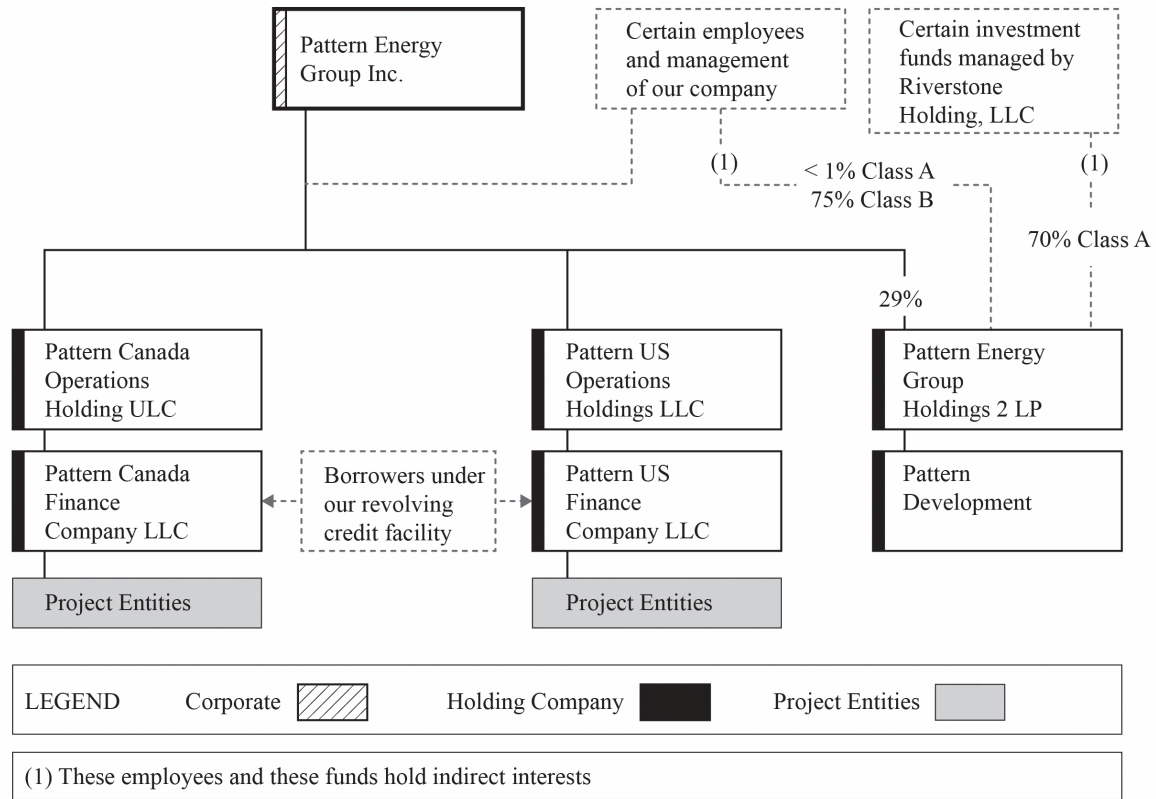 Pattern Energy
Group Inc.
Certain employees
and management
of our company
Certain investment
funds managed by
Riverstone
Holding, LLC
(1)
(1)
< 1% Class A
75% Class B
70% Class A
29%
Pattern Canada
Operations
Holding ULC
Pattern US
Operations
Holdings LLC
Pattern Energy
Group
Holdings 2 LP
Pattern Canada
Finance
Company LLC
Borrowers under
our revolving
credit facility
Pattern US
Finance
Company LLC
Pattern
Development
Project Entities
Project Entities
LEGEND Corporate Holding Company Project Entities
(1) These employees and these funds hold indirect interests